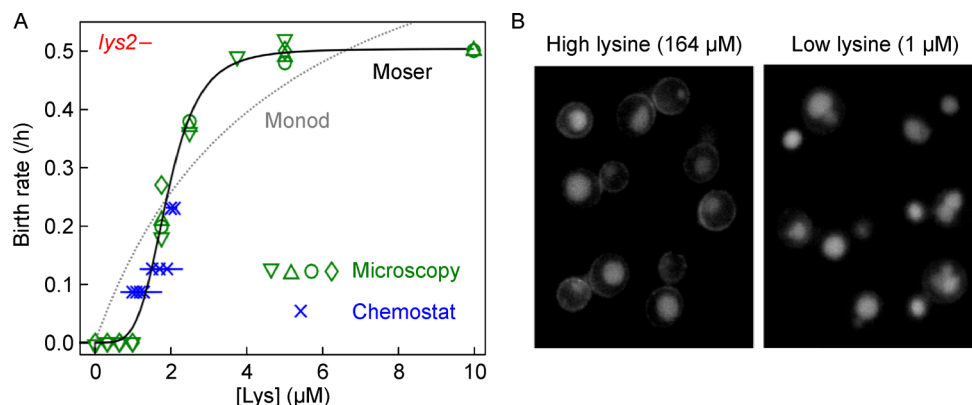 A
lys2−
0.5
0.4
0.3
0.2
0.1
0.0
Birth rate (/h)
Moser
Monod
Microscopy
Chemostat
0
2
4
6
8
10
[Lys] (µM)
B
High lysine (164 µM)
Low lysine (1 µM)